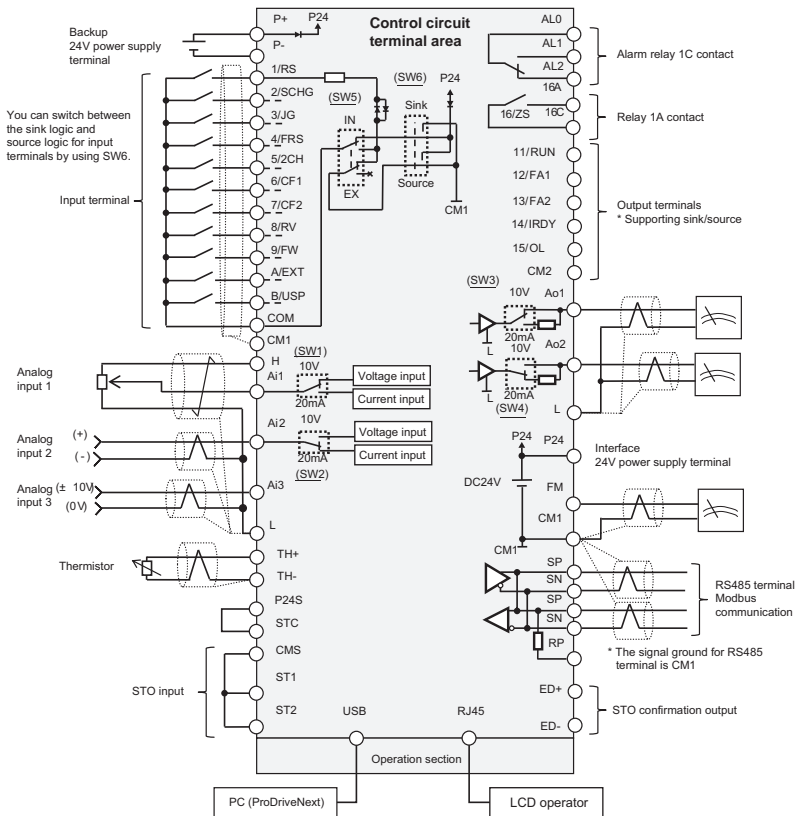 Control circuit
terminal area
Backup
24V power supply
terminal
P+
P24
P-
1/RS
2/SCHG
3/JG
4/FRS
5/2CH
6/CF1
7/CF2
8/RV
9/FW
A/EXT
B/USP
COM
CM1
You can switch between
the sink logic and
source logic for input
terminals by using SW6.
Input terminal
(SW5)
IN
EX
(SW6)
Sink
Source
P24
CM1
Analog
input 1
H
Ai1
(SW1)
10V
20mA
Voltage input
Current input
Analog
input 2
(+)
(-)
Ai2
10V
20mA
(SW2)
Voltage input
Current input
Analog (± 10V)
input 3 (0V)
Ai3
L
Thermistor
TH+
TH-
P24S
STC
CMS
ST1
ST2
STO input
AL0
AL1
AL2
Alarm relay 1C contact
16A
16/ZS
16C
Relay 1A contact
11/RUN
12/FA1
13/FA2
14/IRDY
15/OL
CM2
Output terminals
* Supporting sink/source
(SW3)
10V
Ao1
L
20mA
10V
Ao2
L
20mA
(SW4)
L
P24
P24
Interface
24V power supply terminal
DC24V
FM
CM1
CM1
SP
SN
SP
SN
RP
RS485 terminal
Modbus
communication
* The signal ground for RS485
terminal is CM1
ED+
ED-
STO confirmation output
USB
RJ45
Operation section
PC (ProDriveNext)
LCD operator